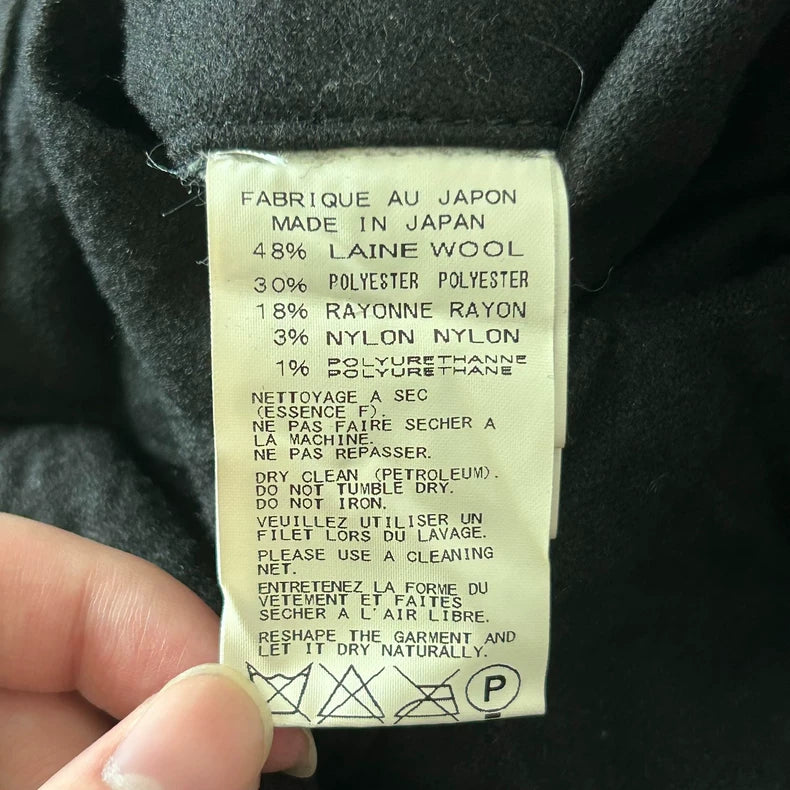 FABRIQUE AU JAPON
MADE IN JAPAN
48% LAINE WOOL
30% POLYESTER POLYESTER
18% RAYONNE RAYON
3% NYLON NYLON
1% POLYURETHANNE
POLYURETHANE
NETTOYAGE A SEC
(ESSENCE F).
NE PAS FAIRE SECHER A
LA MACHINE.
NE PAS REPASSER.
DRY CLEAN (PETROLEUM).
DO NOT TUMBLE DRY.
DO NOT IRON.
VEUILLEZ UTILISER UN
FILET LORS DU LAVAGE.
PLEASE USE A CLEANING
NET.
ENTRETENEZ LA FORME DU
VETEMENT ET FAITES
SECHER A L'AIR LIBRE.
RESHAPE THE GARMENT AND
LET IT DRY NATURALLY.
P